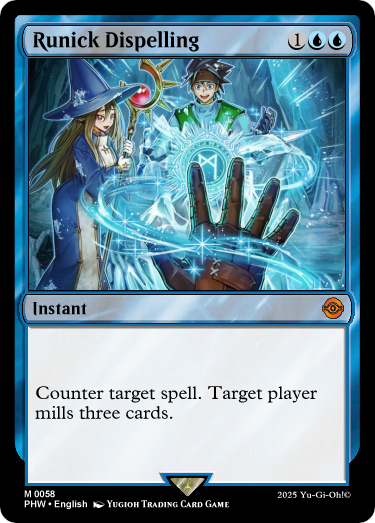 Runick Dispelling 1
Instant
Counter target spell. Target player
mills three cards.
M 0058
PHW • English YUGIOH TRADING CARD GAME
2025 Yu-Gi-Oh!©